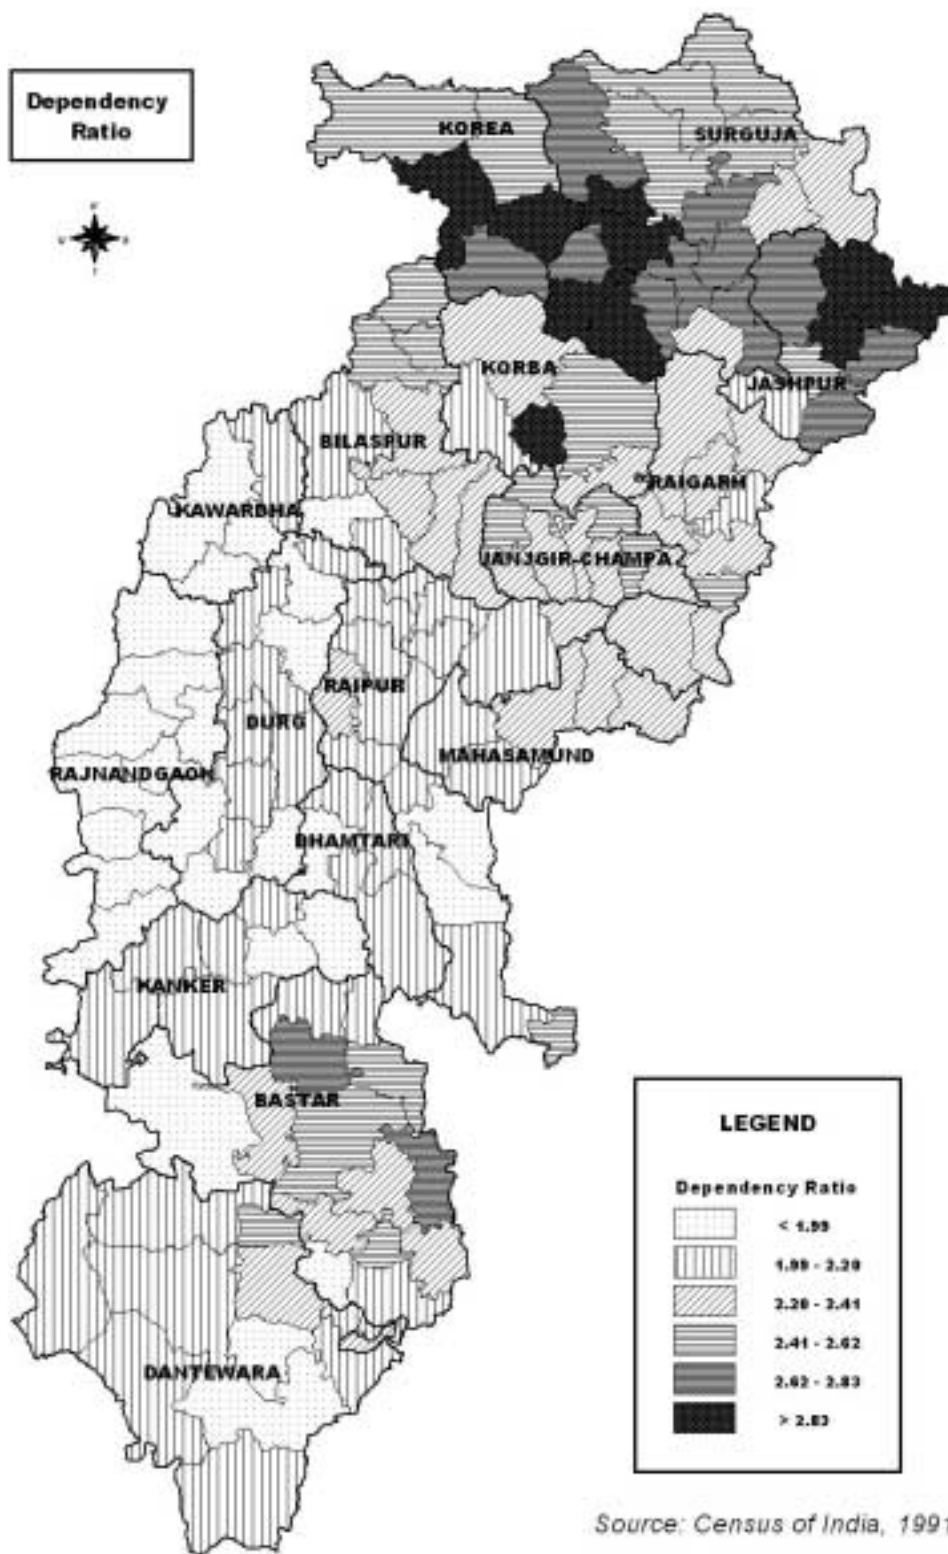 Dependency
Ratio
KOREA
SURGUJA
KORBA
JASHPUR
BILASPUR
RAIGARH
KAWARDHA
JANJGIR-CHAMPA
RAIPUR
DURG
MAHASAMUND
RAJNANDGAON
DHAMTARI
KANKER
BASTAR
DANTEWARA
LEGEND
Dependency Ratio
< 1.99
1.99 - 2.20
2.20 - 2.41
2.41 - 2.62
2.62 - 2.83
> 2.83
Source: Census of India, 1991